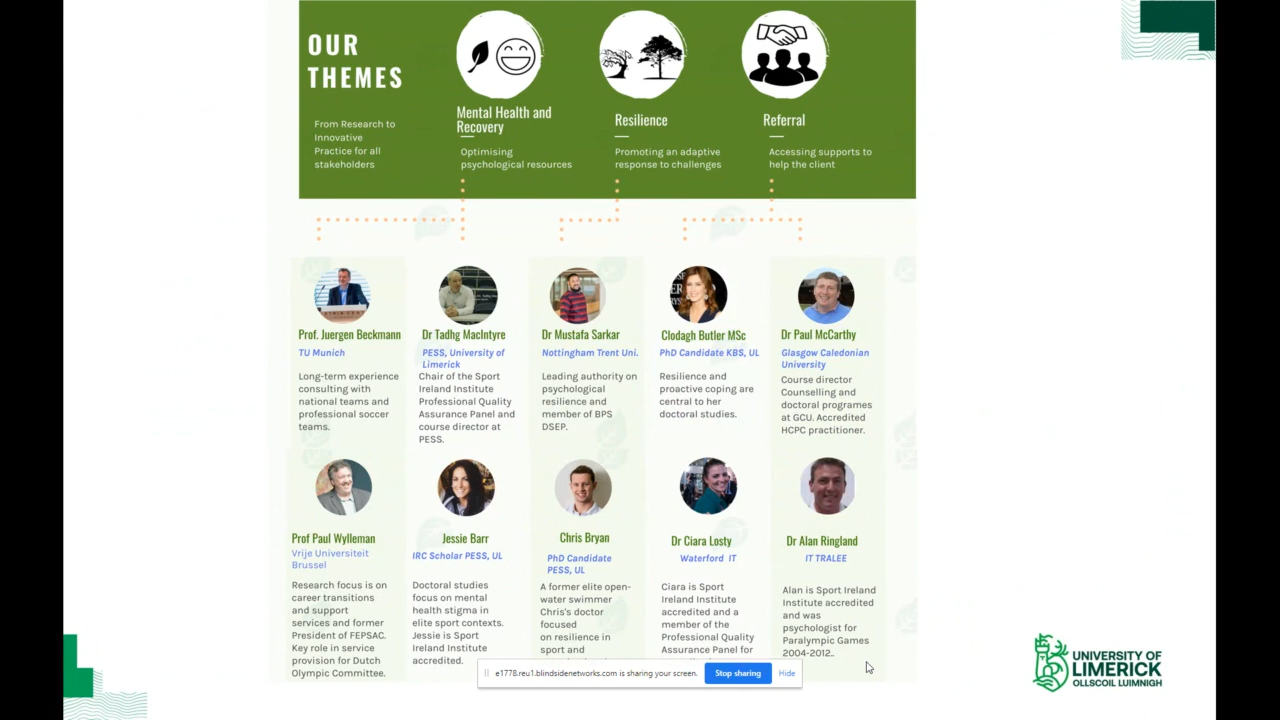 OUR
THEMES
From Research to
Innovative
Practice for all
stakeholders
Mental Health and
Recovery
Optimising
psychological resources
Resilience
Promoting an adaptive
response to challenges
Referral
Accessing supports to
help the client
Prof. Juergen Beckmann
TU Munich
Long-term experience
consulting with
national teams and
professional soccer
teams.
Dr Tadhg MacIntyre
PESS, University of
Limerick
Chair of the Sport
Ireland Institute
Professional Quality
Assurance Panel and
course director at
PESS.
Dr Mustafa Sarkar
Nottingham Trent Uni.
Leading authority on
psychological
resilience and
member of BPS
DSEP.
Clodagh Butler MSc
PhD Candidate KBS, UL
Resilience and
proactive coping are
central to her
doctoral studies.
Dr Paul McCarthy
Glasgow Caledonian
University
Course director
Counselling and
doctoral programes
at GCU. Accredited
HCPC practitioner.
Prof Paul Wylleman
Vrije Universiteit
Brussel
Research focus is on
career transitions
and support
services and former
President of FEPSAC.
Key role in service
provision for Dutch
Olympic Committee.
Jessie Barr
IRC Scholar PESS, UL
Doctoral studies
focus on mental
health stigma in
elite sport contexts.
Jessie is Sport
Ireland Institute
accredited.
Chris Bryan
PhD Candidate
PESS, UL
A former elite open-
water swimmer
Chris's doctor
focused
on resilience in
sport and
Dr Ciara Losty
Waterford IT
Ciara is Sport
Ireland Institute
accredited and a
member of the
Professional Quality
Assurance Panel for
Dr Alan Ringland
IT TRALEE
Alan is Sport Ireland
Institute accredited
and was
psychologist for
Paralympic Games
2004-2012..
e1778.reu1.blindsidenetworks.com is sharing your screen.
Stop sharing
Hide
UNIVERSITY OF
LIMERICK
OLLSCOIL LUIMNIGH